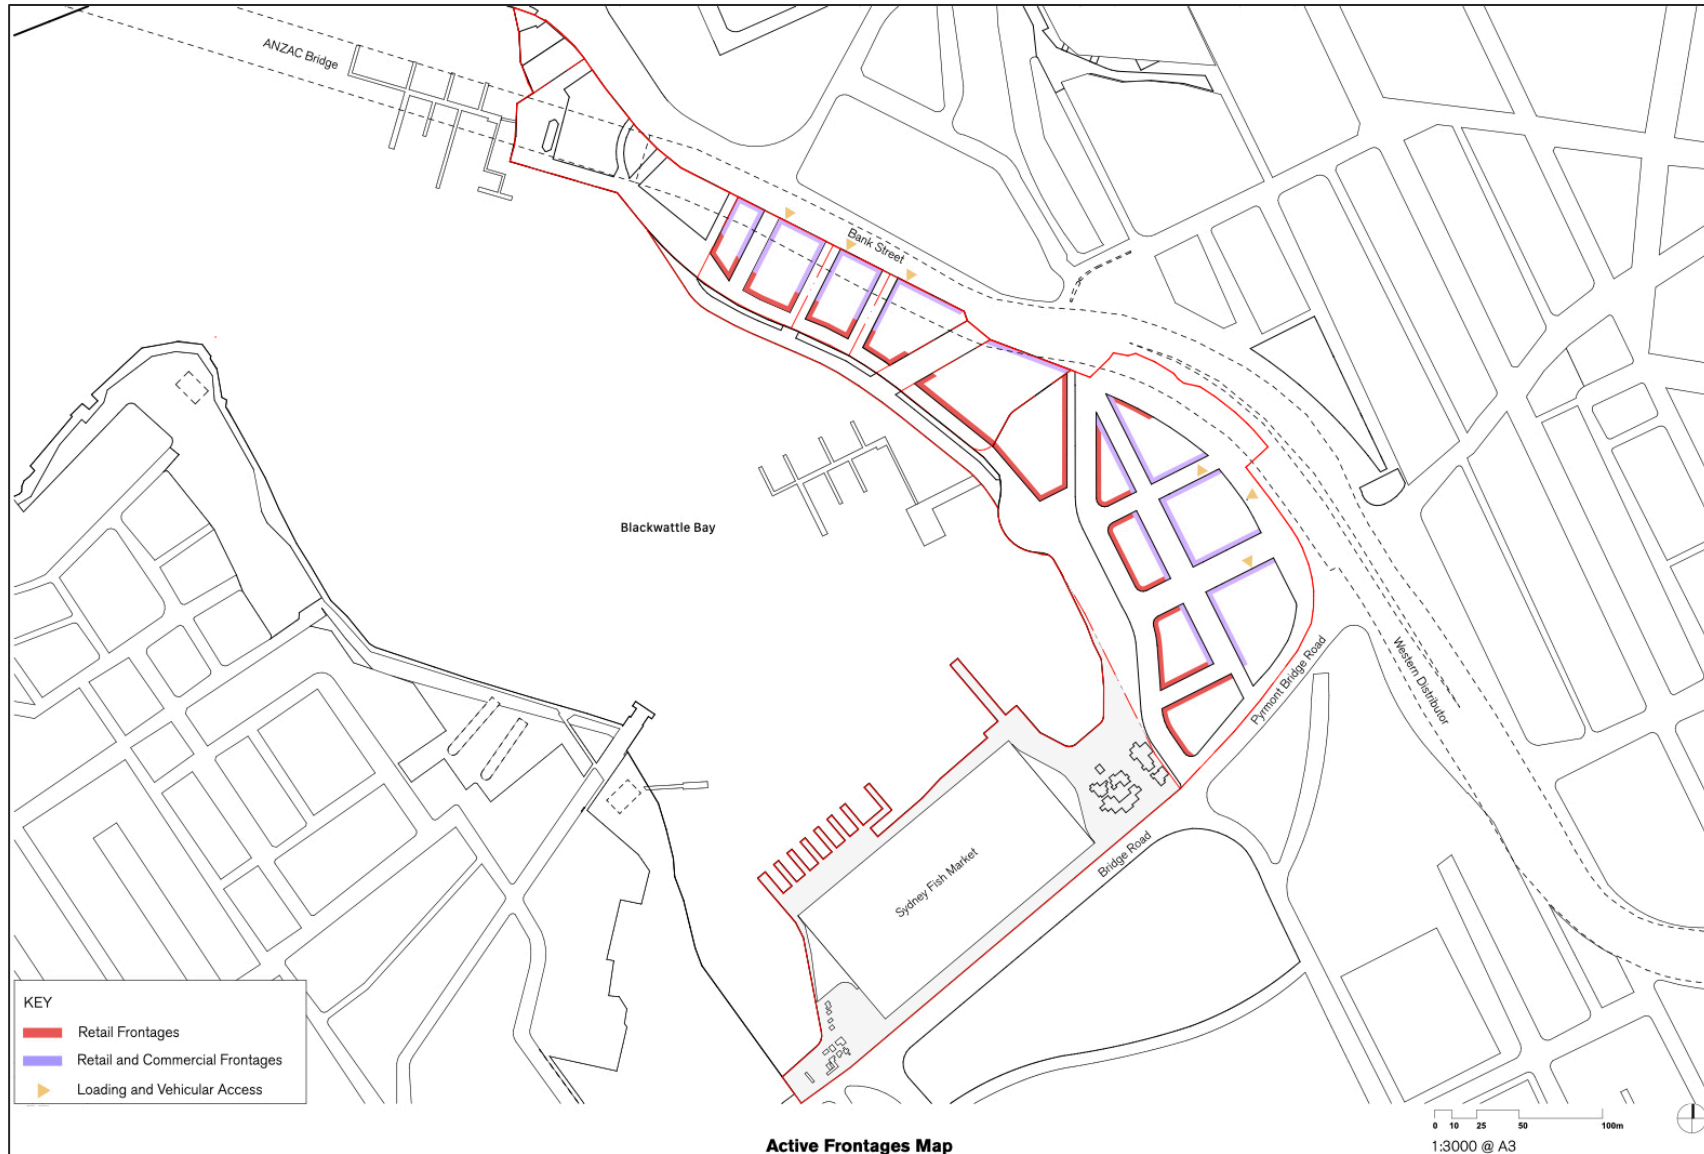 ANZAC Bridge
Bank Street
Blackwattle Bay
Western Distributor
Pyrmont Bridge Road
Bridge Road
Sydney Fish Market
KEY
Retail Frontages
Retail and Commercial Frontages
Loading and Vehicular Access
0 10 25 50 100m
1:3000 @ A3
Active Frontages Map